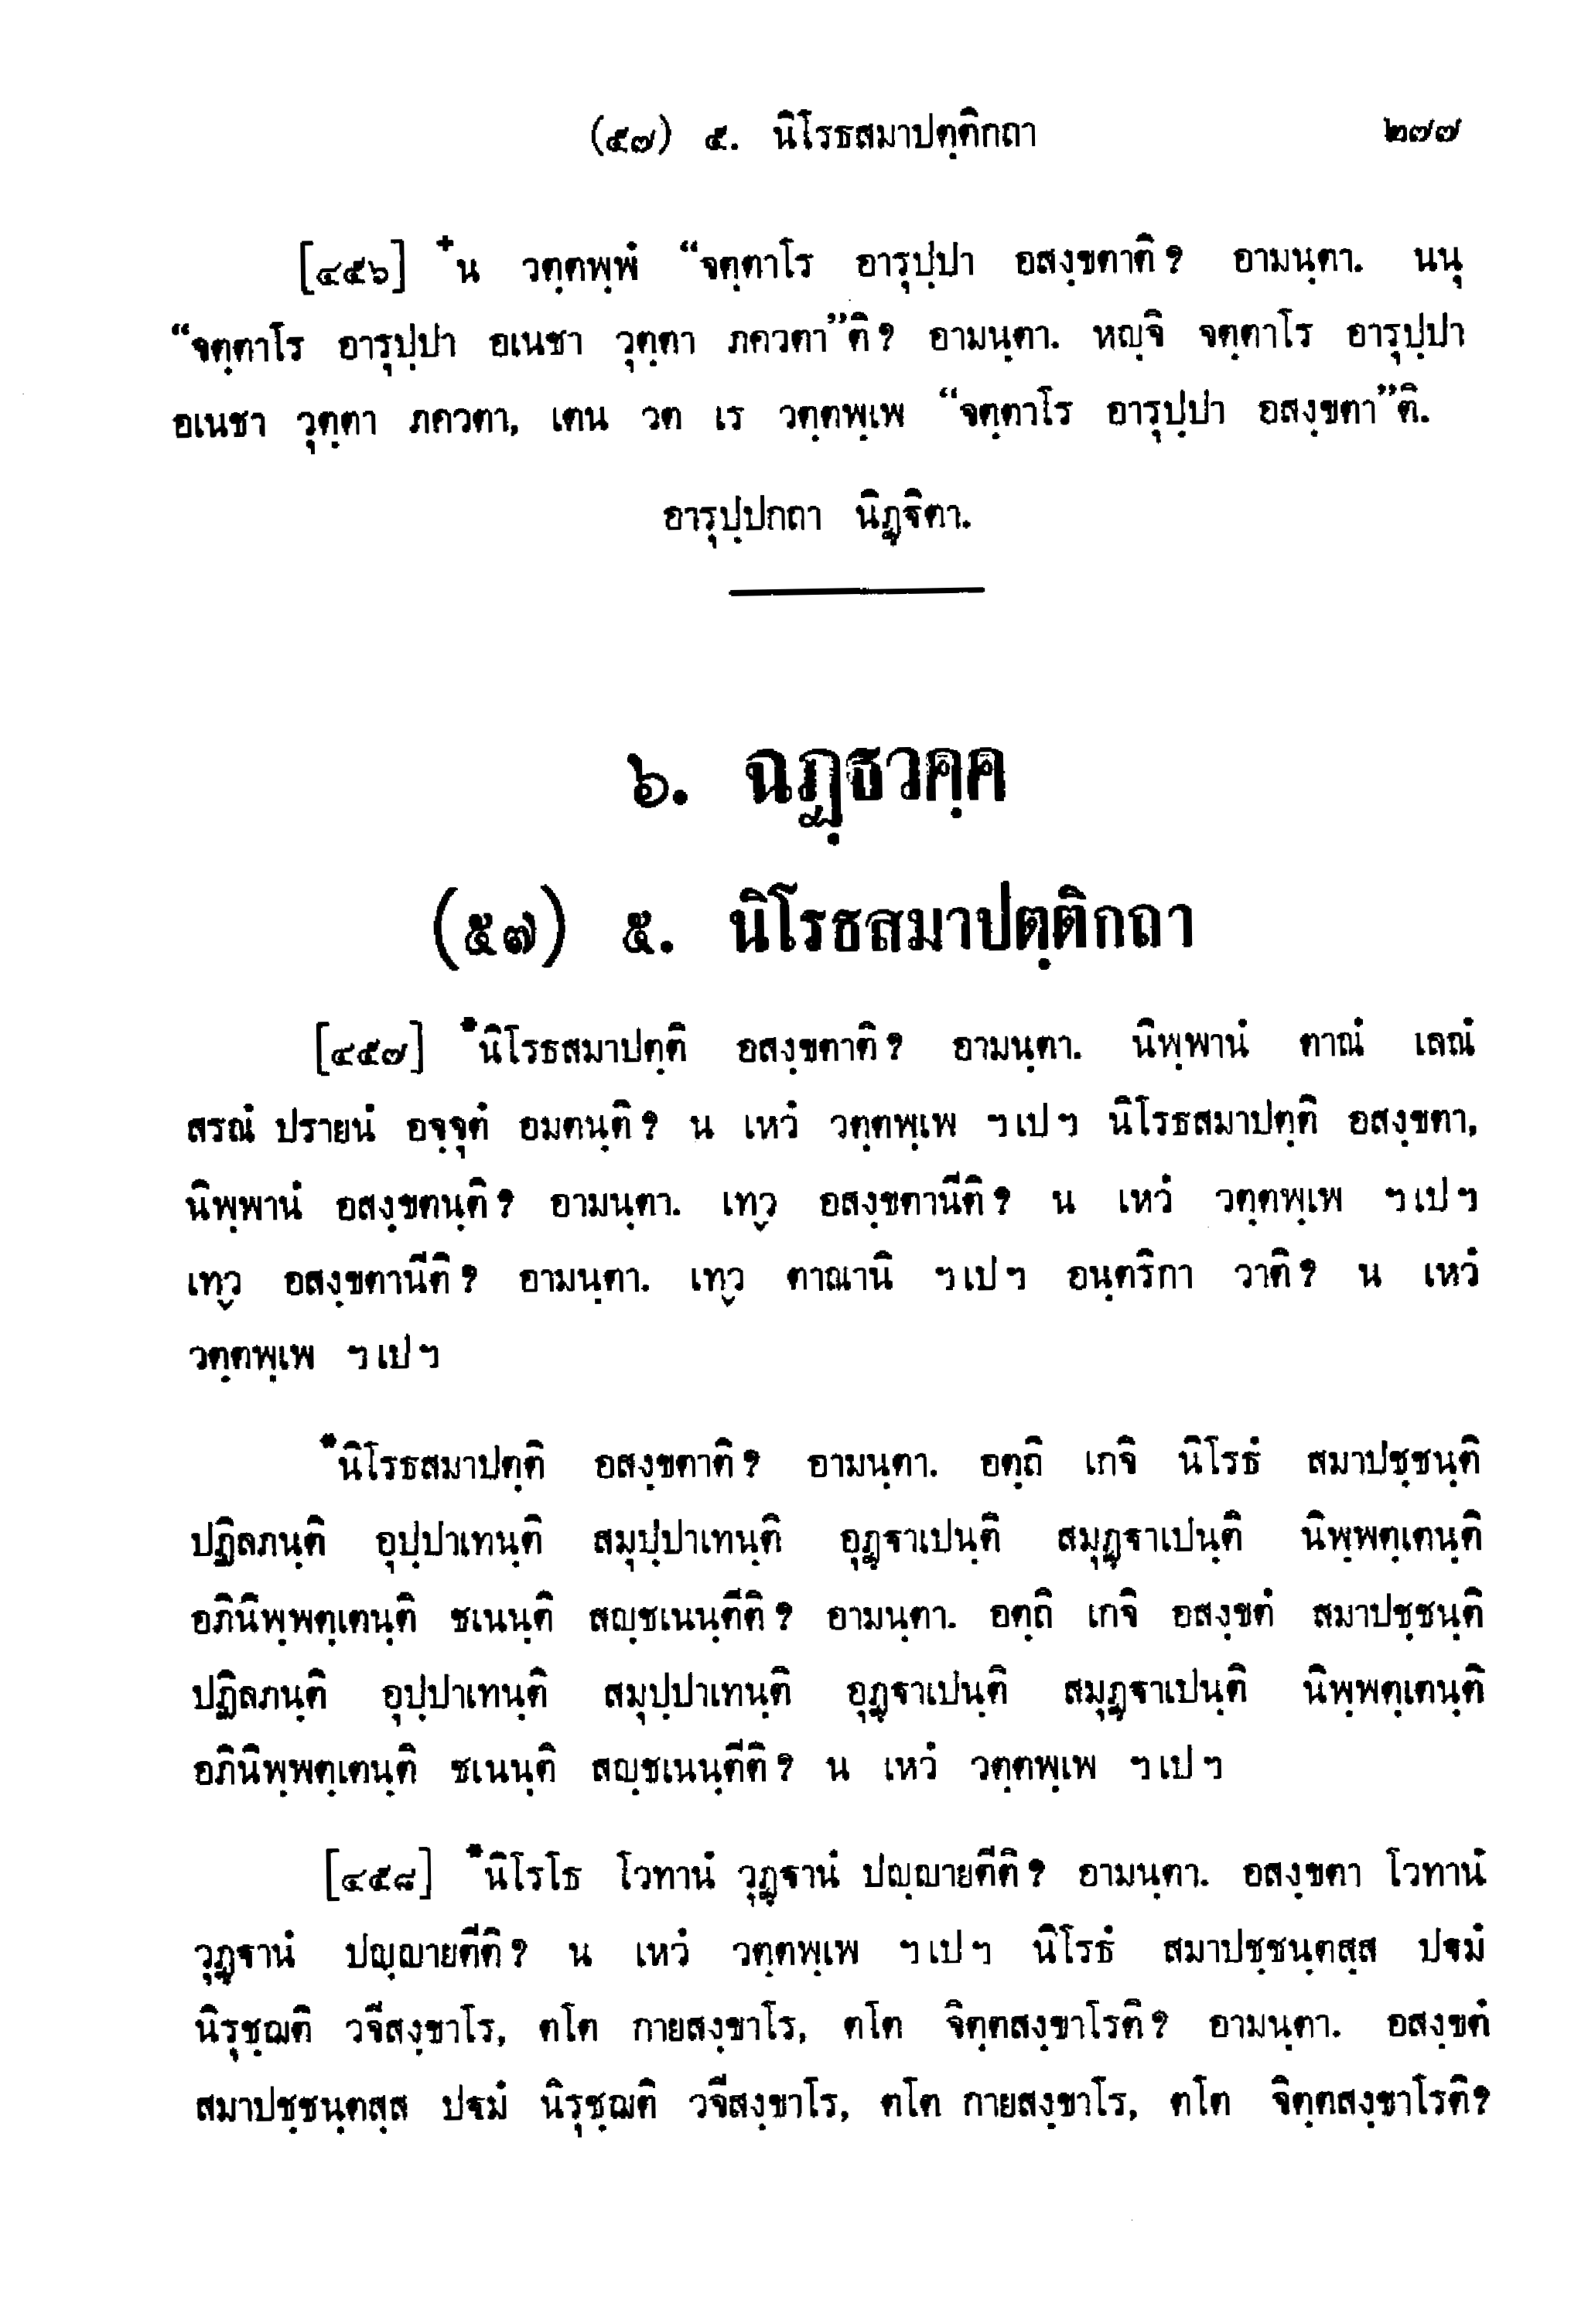 (๕๗) ๕. นิโรธสมาปตฺติกถา ๒๗๗
[๔๕๖] ⁺น วตฺตพฺพํ “จตฺตาโร อารุปฺปา อสงฺขตาติ? อามนฺตา. นนุ
“จตฺตาโร อารุปฺปา อเนชา วุตฺตา ภควตา”ติ? อามนฺตา. หญฺจิ จตฺตาโร อารุปฺปา
อเนชา วุตฺตา ภควตา, เตน วต เร วตฺตพฺเพ “จตฺตาโร อารุปฺปา อสงฺขตา”ติ.
อารุปฺปกถา นิฏฺฐิตา.
๖. ฉฏฺฐวคฺค
(๕๗) ๕. นิโรธสมาปตฺติกถา
[๔๕๗] *นิโรธสมาปตฺติ อสงฺขตาติ? อามนฺตา. นิพฺพานํ ตาณํ เลณํ
สรณํ ปรายนํ อจฺจุตํ อมตนฺติ? น เหวํ วตฺตพฺเพ ฯเปฯ นิโรธสมาปตฺติ อสงฺขตา,
นิพฺพานํ อสงฺขตนฺติ? อามนฺตา. เทฺว อสงฺขตานีติ? น เหวํ วตฺตพฺเพ ฯเปฯ
เทฺว อสงฺขตานีติ? อามนฺตา. เทฺว ตาณานิ ฯเปฯ อนฺตริกา วาติ? น เหวํ
วตฺตพฺเพ ฯเปฯ
*นิโรธสมาปตฺติ อสงฺขตาติ? อามนฺตา. อตฺถิ เกจิ นิโรธํ สมาปชฺชนฺติ
ปฏิลภนฺติ อุปฺปาเทนฺติ สมุปฺปาเทนฺติ อุฏฺฐาเปนฺติ สมุฏฺฐาเปนฺติ นิพฺพตฺเตนฺติ
อภินิพฺพตฺเตนฺติ ชเนนฺติ สญฺชเนนฺตีติ? อามนฺตา. อตฺถิ เกจิ อสงฺขตํ สมาปชฺชนฺติ
ปฏิลภนฺติ อุปฺปาเทนฺติ สมุปฺปาเทนฺติ อุฏฺฐาเปนฺติ สมุฏฺฐาเปนฺติ นิพฺพตฺเตนฺติ
อภินิพฺพตฺเตนฺติ ชเนนฺติ สญฺชเนนฺตีติ? น เหวํ วตฺตพฺเพ ฯเปฯ
[๔๕๘] *นิโรโธ โวทานํ วุฏฺฐานํ ปญฺญายตีติ? อามนฺตา. อสงฺขตา โวทานํ
วุฏฺฐานํ ปญฺญายตีติ? น เหวํ วตฺตพฺเพ ฯเปฯ นิโรธํ สมาปชฺชนฺตสฺส ปฐมํ
นิรุชฺฌติ วจีสงฺขาโร, ตโต กายสงฺขาโร, ตโต จิตฺตสงฺขาโรติ? อามนฺตา. อสงฺขตํ
สมาปชฺชนฺตสฺส ปฐมํ นิรุชฺฌติ วจีสงฺขาโร, ตโต กายสงฺขาโร, ตโต จิตฺตสงฺขาโรติ?